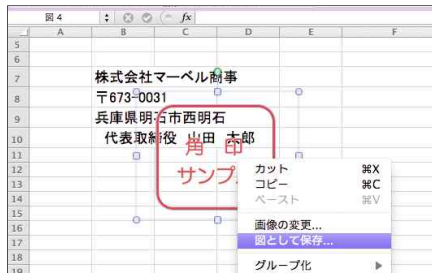 図 4
fx
A B C D E F
5
6
7 株式会社マーベル商事
8 〒673-0031
9 兵庫県明石市西明石
10 代表取締役 山田 太郎
角 印
サンプ
11
12
13
14
15
16
17
18
19
カット ⌘X
コピー ⌘C
ペースト ⌘V
画像の変更...
図として保存...
グループ化